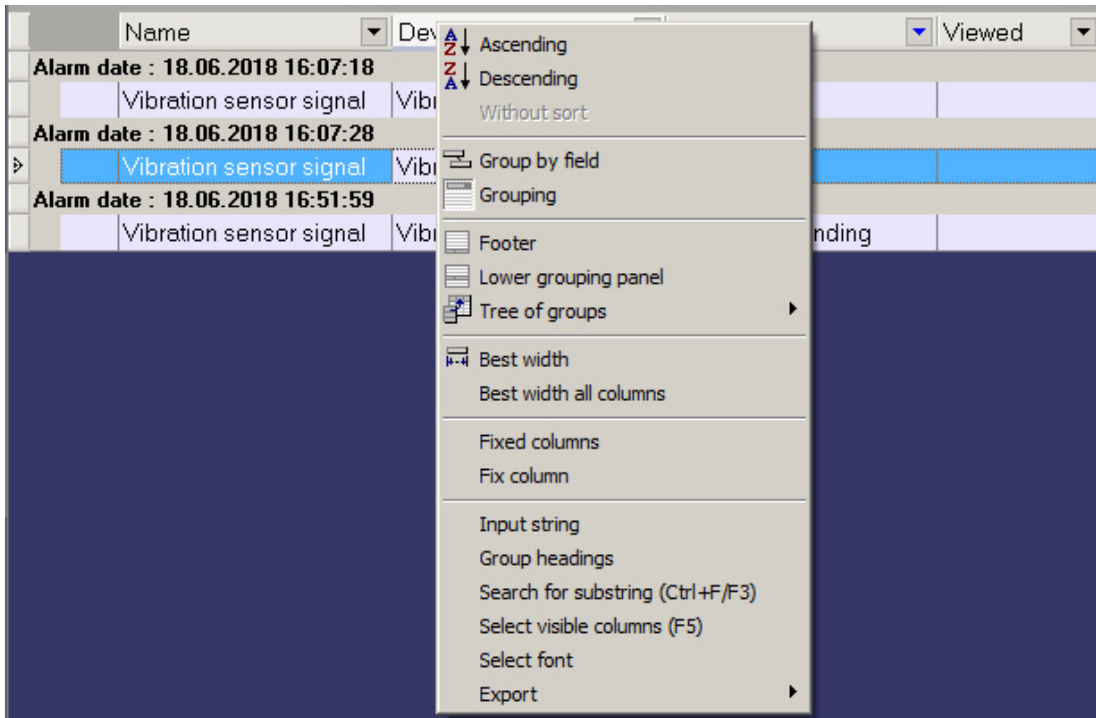 Name Dev Viewed
Ascending
Alarm date : 18.06.2018 16:07:18
Descending
Vibration sensor signal Vib
Without sort
Alarm date : 18.06.2018 16:07:28
Vibration sensor signal Vib
Group by field
Alarm date : 18.06.2018 16:51:59
Grouping
Vibration sensor signal Vib nding
Footer
Lower grouping panel
Tree of groups
Best width
Best width all columns
Fixed columns
Fix column
Input string
Group headings
Search for substring (Ctrl+F/F3)
Select visible columns (F5)
Select font
Export